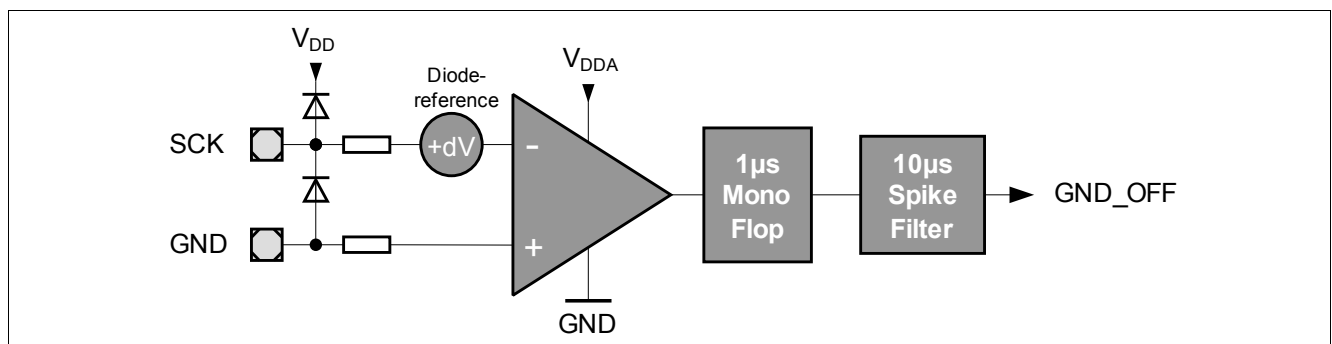 VDD
Diode-
reference
VDDA
SCK
+dV
-
1µs
Mono
Flop
10µs
Spike
Filter
GND_OFF
GND
+
GND